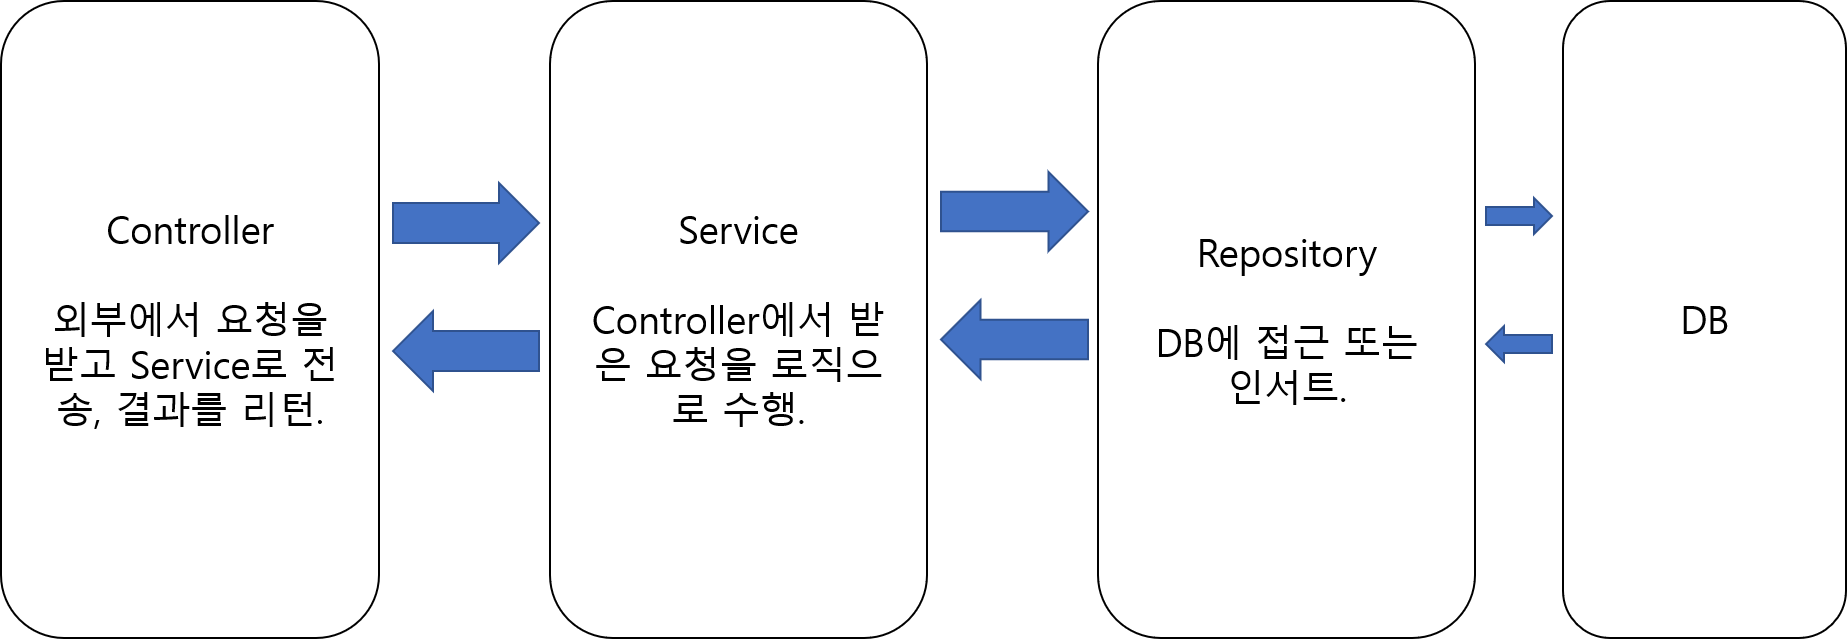 Controller
외부에서 요청을
받고 Service로 전
송, 결과를 리턴.
Service
Controller에서 받
은 요청을 로직으
로 수행.
Repository
DB에 접근 또는
인서트.
DB